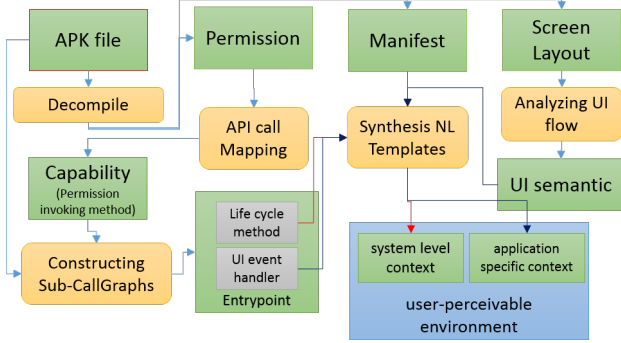 APK file
Permission
Manifest
Screen
Layout
Decompile
API call
Mapping
Synthesis NL
Templates
Analyzing UI
flow
Capability
(Permission
invoking method)
UI semantic
Life cycle
method
UI event
handler
Entrypoint
Constructing
Sub-CallGraphs
system level
context
application
specific context
user-perceivable
environment